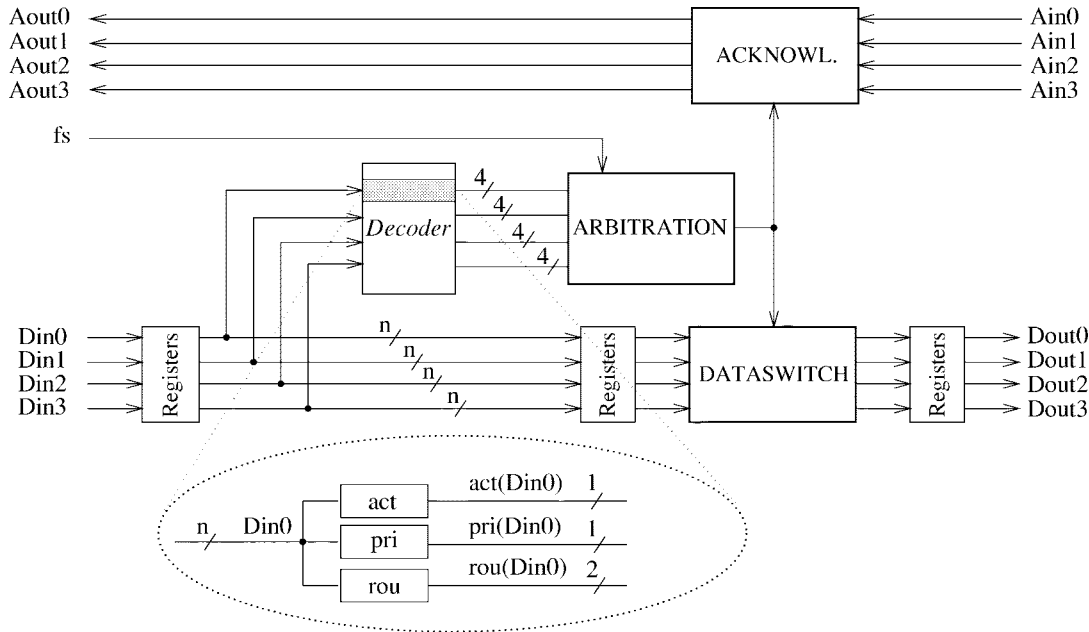 Aout0
Aout1
Aout2
Aout3
ACKNOWL.
Ain0
Ain1
Ain2
Ain3
fs
Decoder
4
4
4
4
ARBITRATION
Din0
Din1
Din2
Din3
Registers
n
n
n
n
Registers
DATASWITCH
Registers
Dout0
Dout1
Dout2
Dout3
n
Din0
act
act(Din0)
1
pri
pri(Din0)
1
rou
rou(Din0)
2